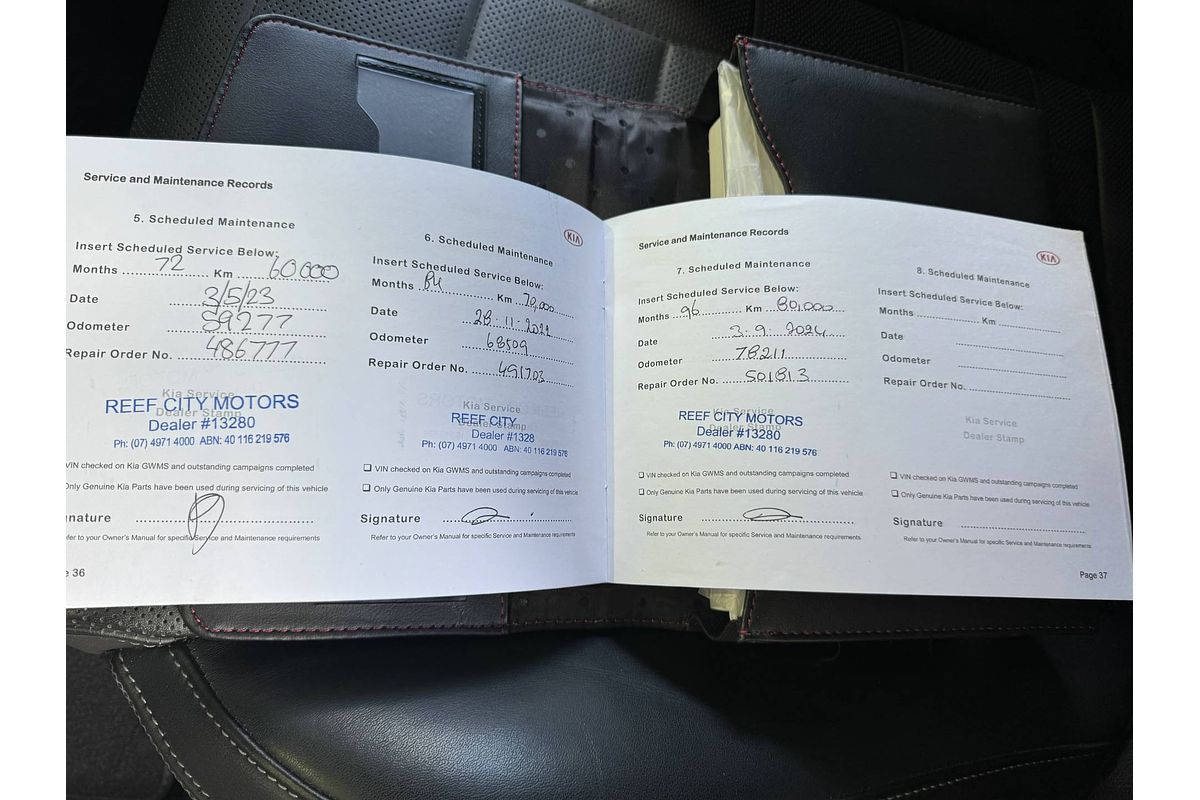 Service and Maintenance Records
5. Scheduled Maintenance
Insert Scheduled Service Below:
Months 72 Km 60000
Date 3/5/23
Odometer 59277
Repair Order No. 486777
Kia Service
Dealer Stamp
REEF CITY MOTORS
Dealer #13280
Ph: (07) 4971 4000 ABN: 40 116 219 576
VIN checked on Kia GWMS and outstanding campaigns completed
Only Genuine Kia Parts have been used during servicing of this vehicle
nature
fer to your Owner's Manual for specific Service and Maintenance requirements
e 36
KIA
6. Scheduled Maintenance
Insert Scheduled Service Below:
Months 84 Km 70,000
Date 28.11.
Odometer 68509
Repair Order No. 491703
Kia Service
Dealer Stamp
REEF CITY
Dealer #1328
Ph: (07) 4971 4000 ABN: 40 116 219 576
VIN checked on Kia GWMS and outstanding campaigns completed
Only Genuine Kia Parts have been used during servicing of this vehicle
Signature
Refer to your Owner's Manual for specific Service and Maintenance requirements
Service and Maintenance Records
7. Scheduled Maintenance
Insert Scheduled Service Below:
Months 96 Km 80,000
Date 3.9.2024
Odometer 78211
Repair Order No. 501813
Kia Service
Dealer Stamp
REEF CITY MOTORS
Dealer #13280
Ph: (07) 4971 4000 ABN: 40 116 219 576
VIN checked on Kia GWMS and outstanding campaigns completed
Only Genuine Kia Parts have been used during servicing of this vehicle
Signature
Refer to your Owner's Manual for specific Service and Maintenance requirements
KIA
8. Scheduled Maintenance
Insert Scheduled Service Below:
Months Km
Date
Odometer
Repair Order No.
Kia Service
Dealer Stamp
VIN checked on Kia GWMS and outstanding campaigns completed
Only Genuine Kia Parts have been used during servicing of this vehicle
Signature
Refer to your Owner's Manual for specific Service and Maintenance requirements
Page 37